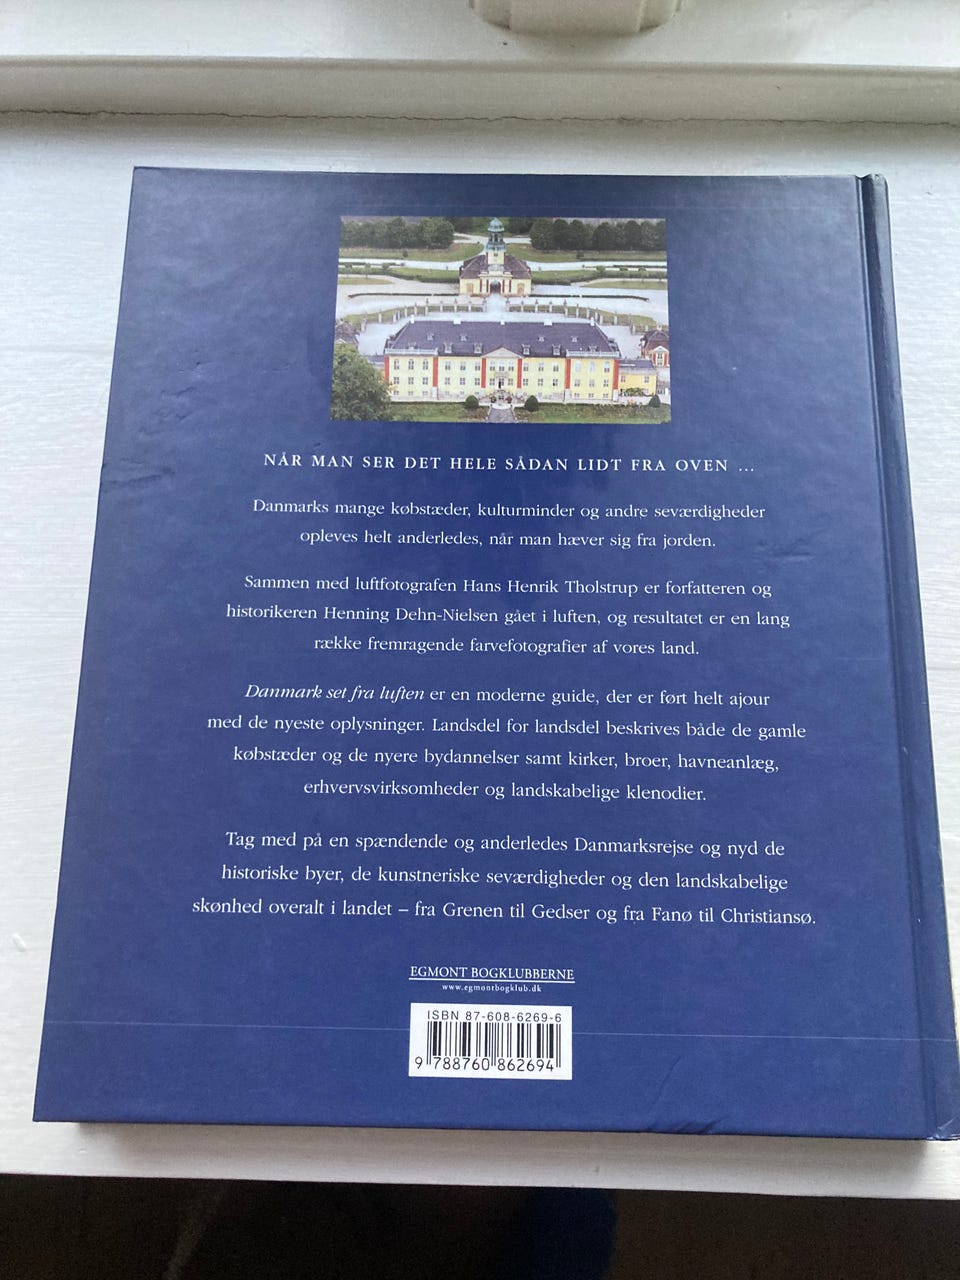 NÅR MAN SER DET HELE SÅDAN LIDT FRA OVEN ...
Danmarks mange købstæder, kulturminder og andre seværdigheder
opleves helt anderledes, når man hæver sig fra jorden.
Sammen med luftfotografen Hans Henrik Tholstrup er forfatteren og
historikeren Henning Dehn-Nielsen gået i luften, og resultatet er en lang
række fremragende farvefotografier af vores land.
Danmark set fra luften er en moderne guide, der er ført helt ajour
med de nyeste oplysninger. Landsdel for landsdel beskrives både de gamle
købstæder og de nyere bydannelser samt kirker, broer, havneanlæg,
erhvervsvirksomheder og landskabelige klenodier.
Tag med på en spændende og anderledes Danmarksrejse og nyd de
historiske byer, de kunstneriske seværdigheder og den landskabelige
skønhed overalt i landet – fra Grenen til Gedser og fra Fanø til Christiansø.
EGMONT BOGKLUBBERNE
www.egmontbogklub.dk
ISBN 87-608-6269-6
9 788760 862694